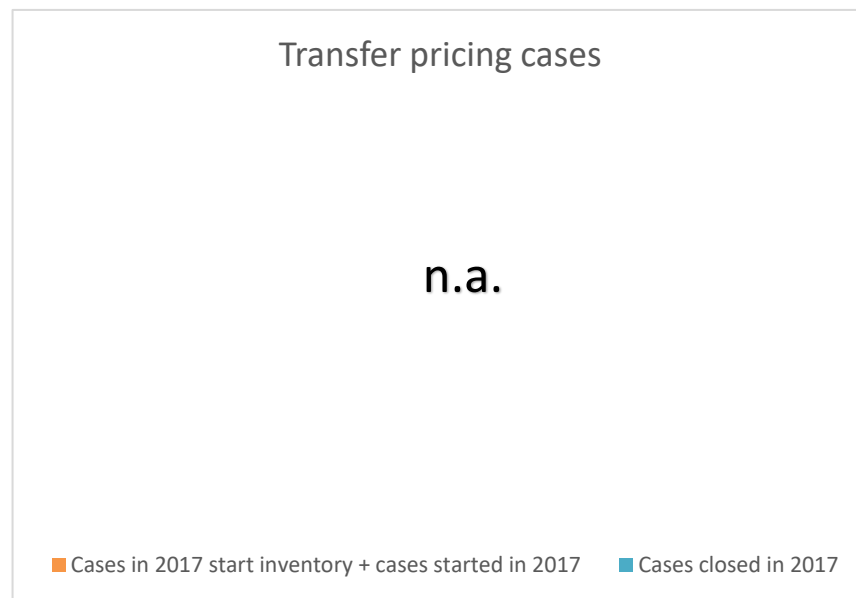 Transfer pricing cases
n.a.
Cases in 2017 start inventory + cases started in 2017
Cases closed in 2017